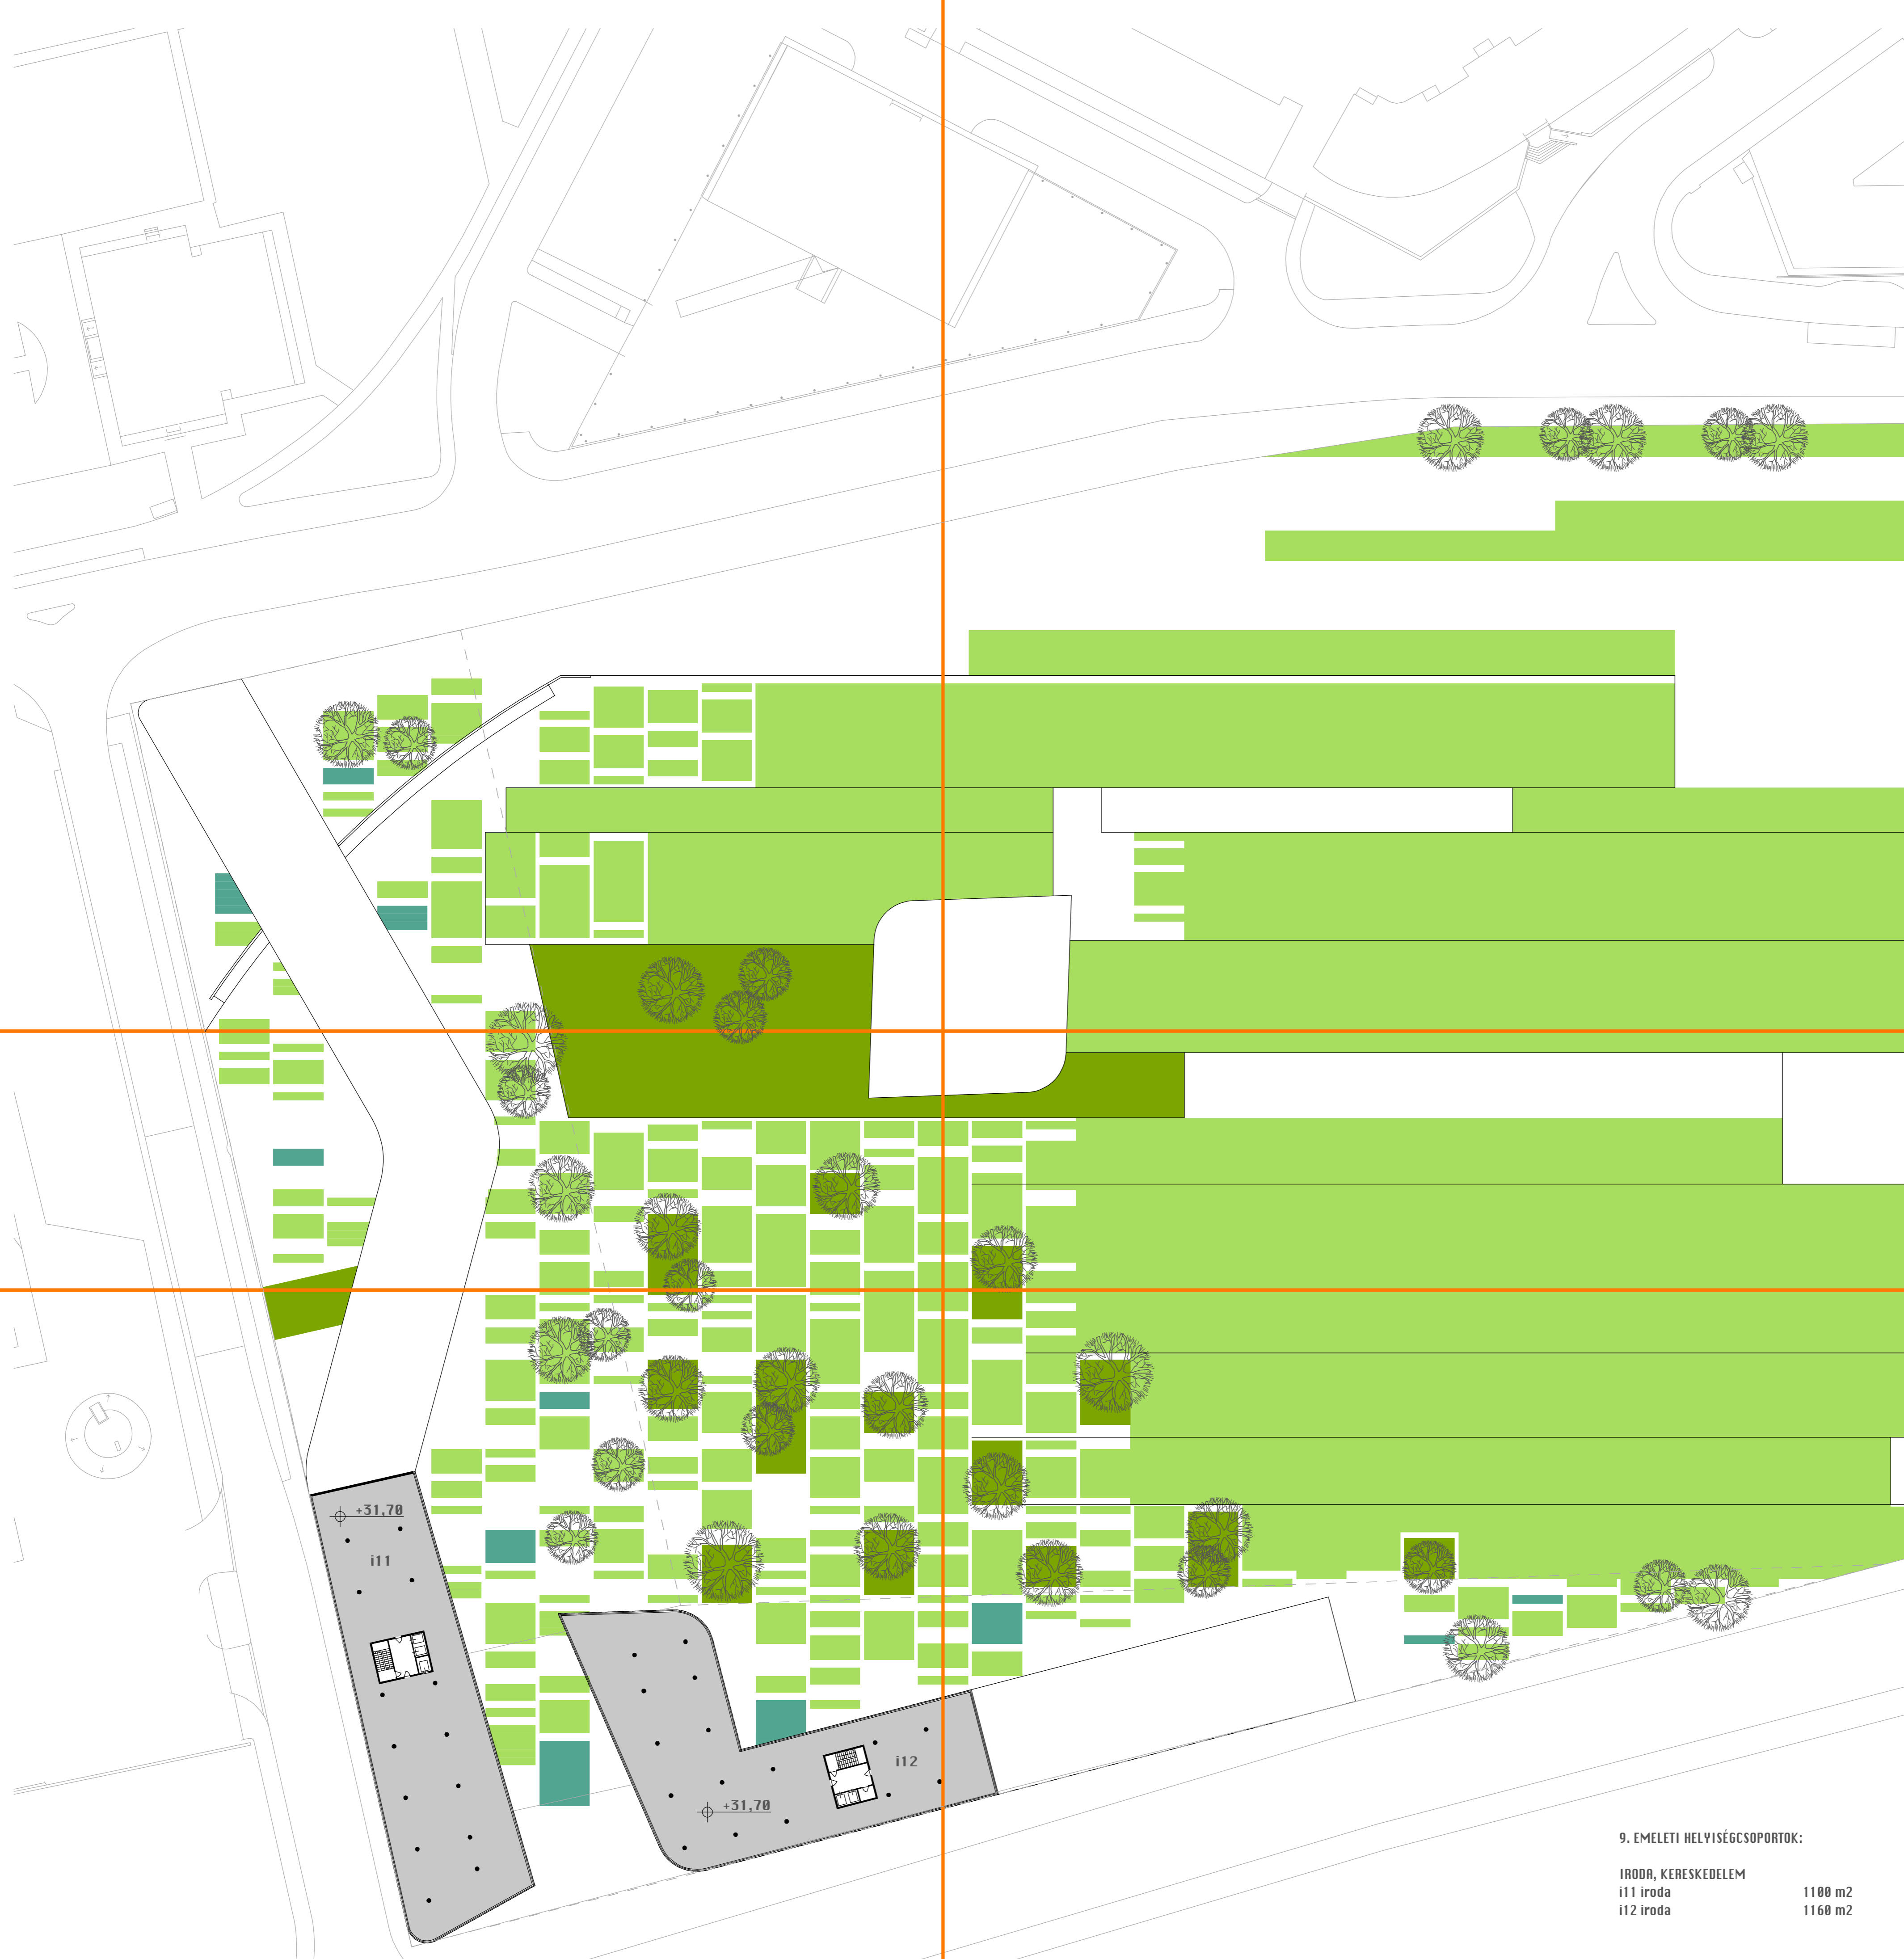 +31,70
i11
i12
+31,70
9. EMELETI HELYISÉGCSOPORTOK:
IRODA, KERESKEDELEM
i11 iroda 1100 m2
i12 iroda 1160 m2